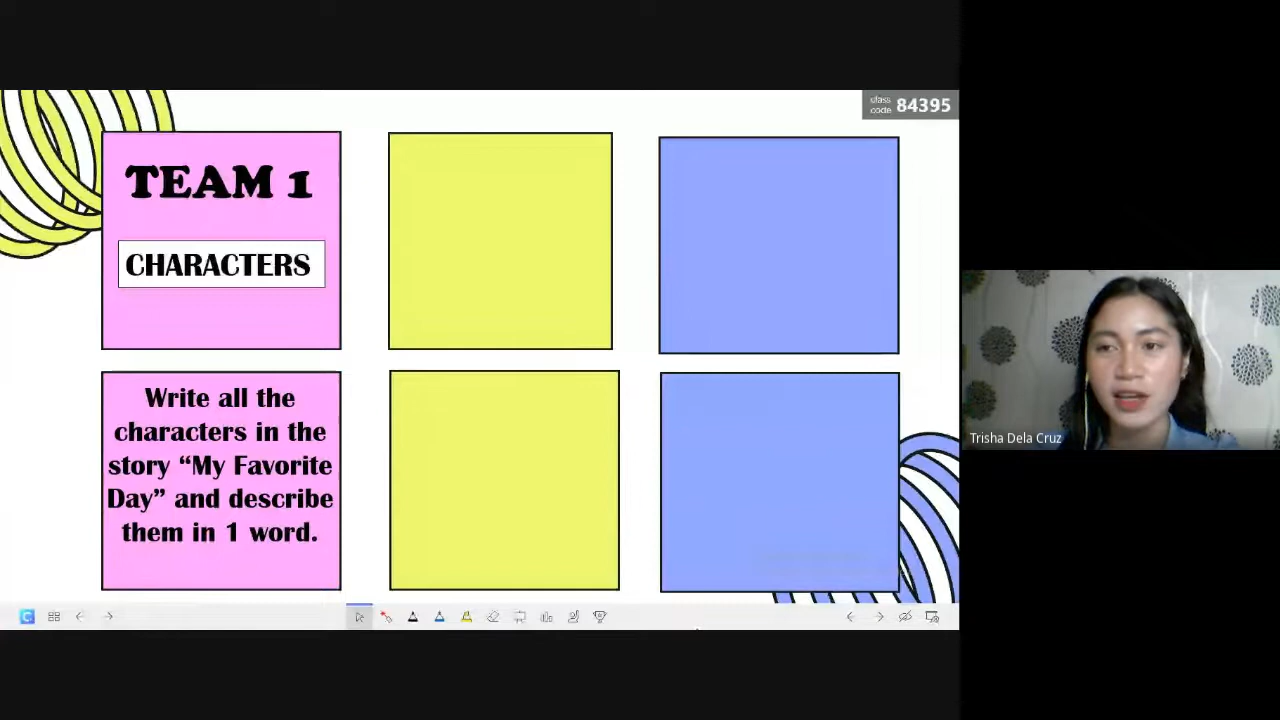 class
code 84395
TEAM 1
CHARACTERS
Write all the
characters in the
story “My Favorite
Day” and describe
them in 1 word.
Trisha Dela Cruz